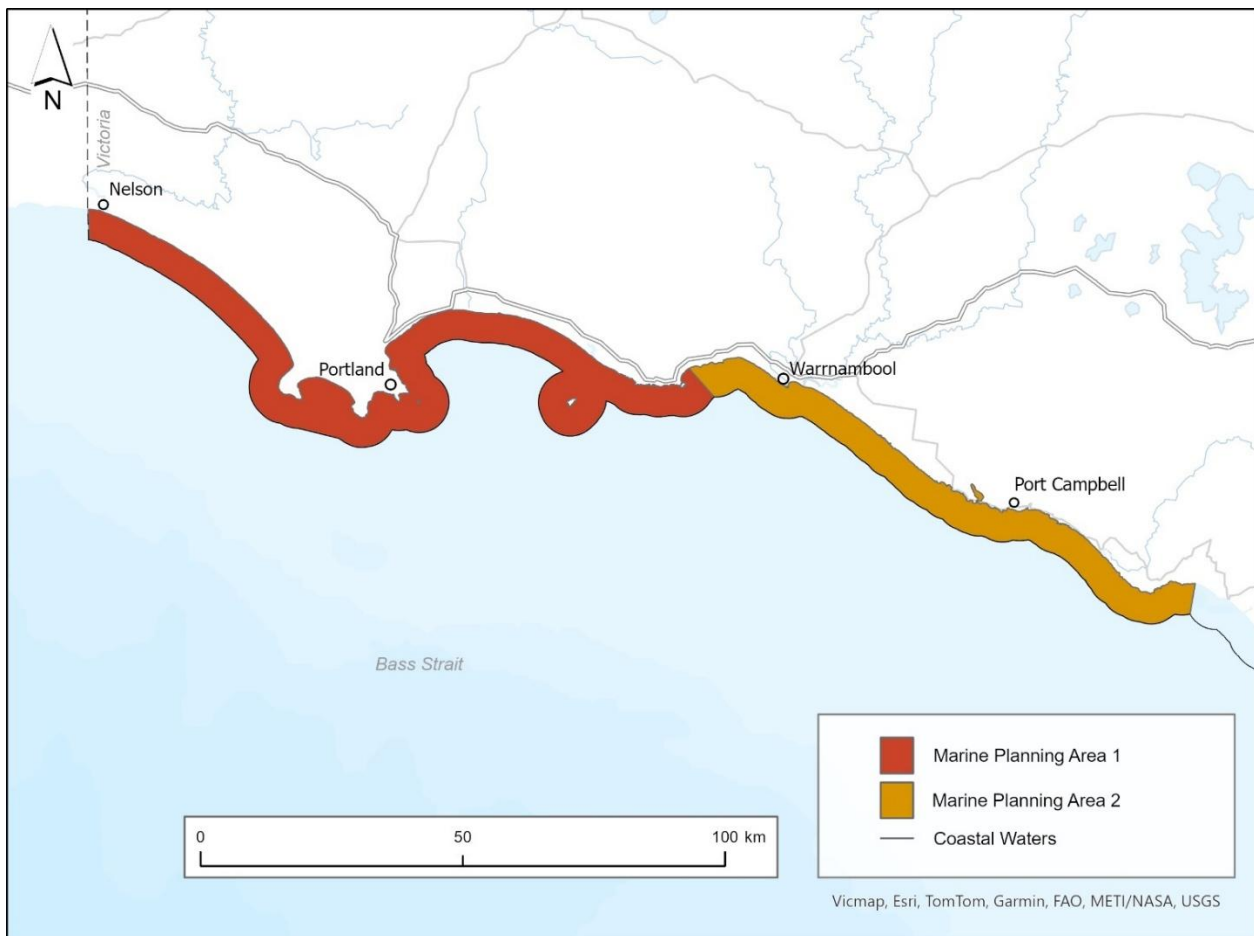 N
Victoria
Nelson
Portland
Warrnambool
Port Campbell
Bass Strait
Marine Planning Area 1
Marine Planning Area 2
Coastal Waters
0 50 100 km
Vicmap, Esri, TomTom, Garmin, FAO, METI/NASA, USGS